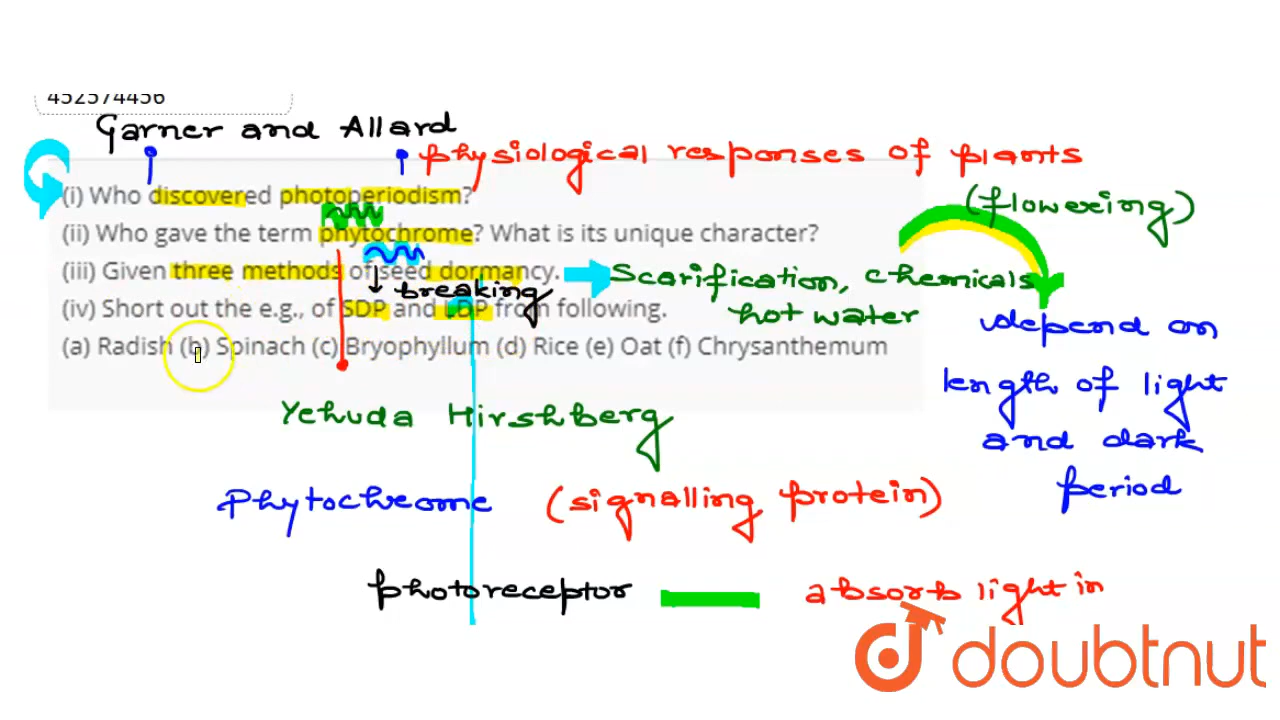 452574456
Garner and Allard
physiological responses of plants
(flowering)
(i) Who discovered photoperiodism?
(ii) Who gave the term phytochrome? What is its unique character?
(iii) Given three methods of seed dormancy.
Scarification, chemicals
hot water
breaking
(iv) Short out the e.g., of SDP and LDP from following.
(a) Radish (b) Spinach (c) Bryophyllum (d) Rice (e) Oat (f) Chrysanthemum
depend on
length of light
and dark
period
Yehuda Hirshberg
Phytochreome (signalling protein)
photoreceptor
absorb light in
doubtnut